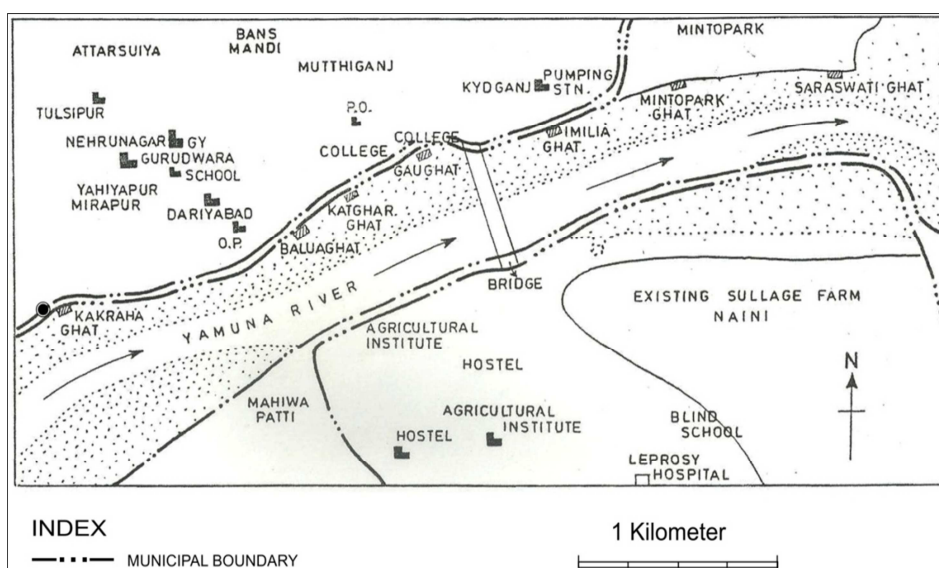 BANS
MANDI
ATTARSUIYA
MUTTHIGANJ
MINTOPARK
TULSIPUR
P.O.
KYDGANJ
PUMPING
STN.
MINTOPARK
GHAT
SARASWATI GHAT
NEHRUNAGAR
GY
GURUDWARA
SCHOOL
COLLEGE
COLLEGE
GAUGHAT
IMILIA
GHAT
YAHIYAPUR
MIRAPUR
DARIYABAD
O.P.
KATGHAR.
GHAT
BALUAGHAT
KAKRAHA
GHAT
YAMUNA RIVER
BRIDGE
EXISTING SULLAGE FARM
NAINI
AGRICULTURAL
INSTITUTE
HOSTEL
N
MAHIWA
PATTI
AGRICULTURAL
INSTITUTE
HOSTEL
BLIND
SCHOOL
LEPROSY
HOSPITAL
INDEX
MUNICIPAL BOUNDARY
1 Kilometer